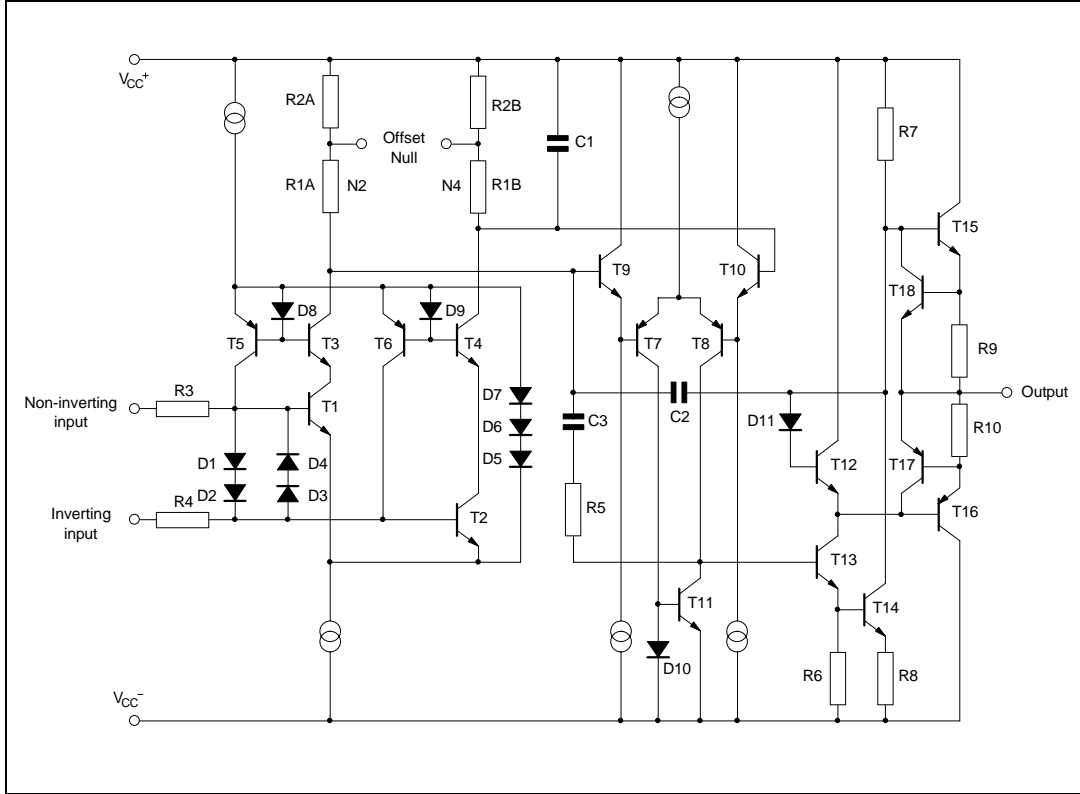 VCC+
R2A
R2B
Offset
Null
C1
R7
R1A
N2
N4
R1B
T15
T9
T10
T18
D8
D9
T5
T3
T6
T4
T7
T8
R9
R3
D7
Non-inverting
input
T1
Output
D6
C3
C2
D11
R10
D1
D4
D5
T12
T17
D2
D3
R4
R5
Inverting
input
T2
T16
T13
T11
T14
D10
R6
R8
VCC−